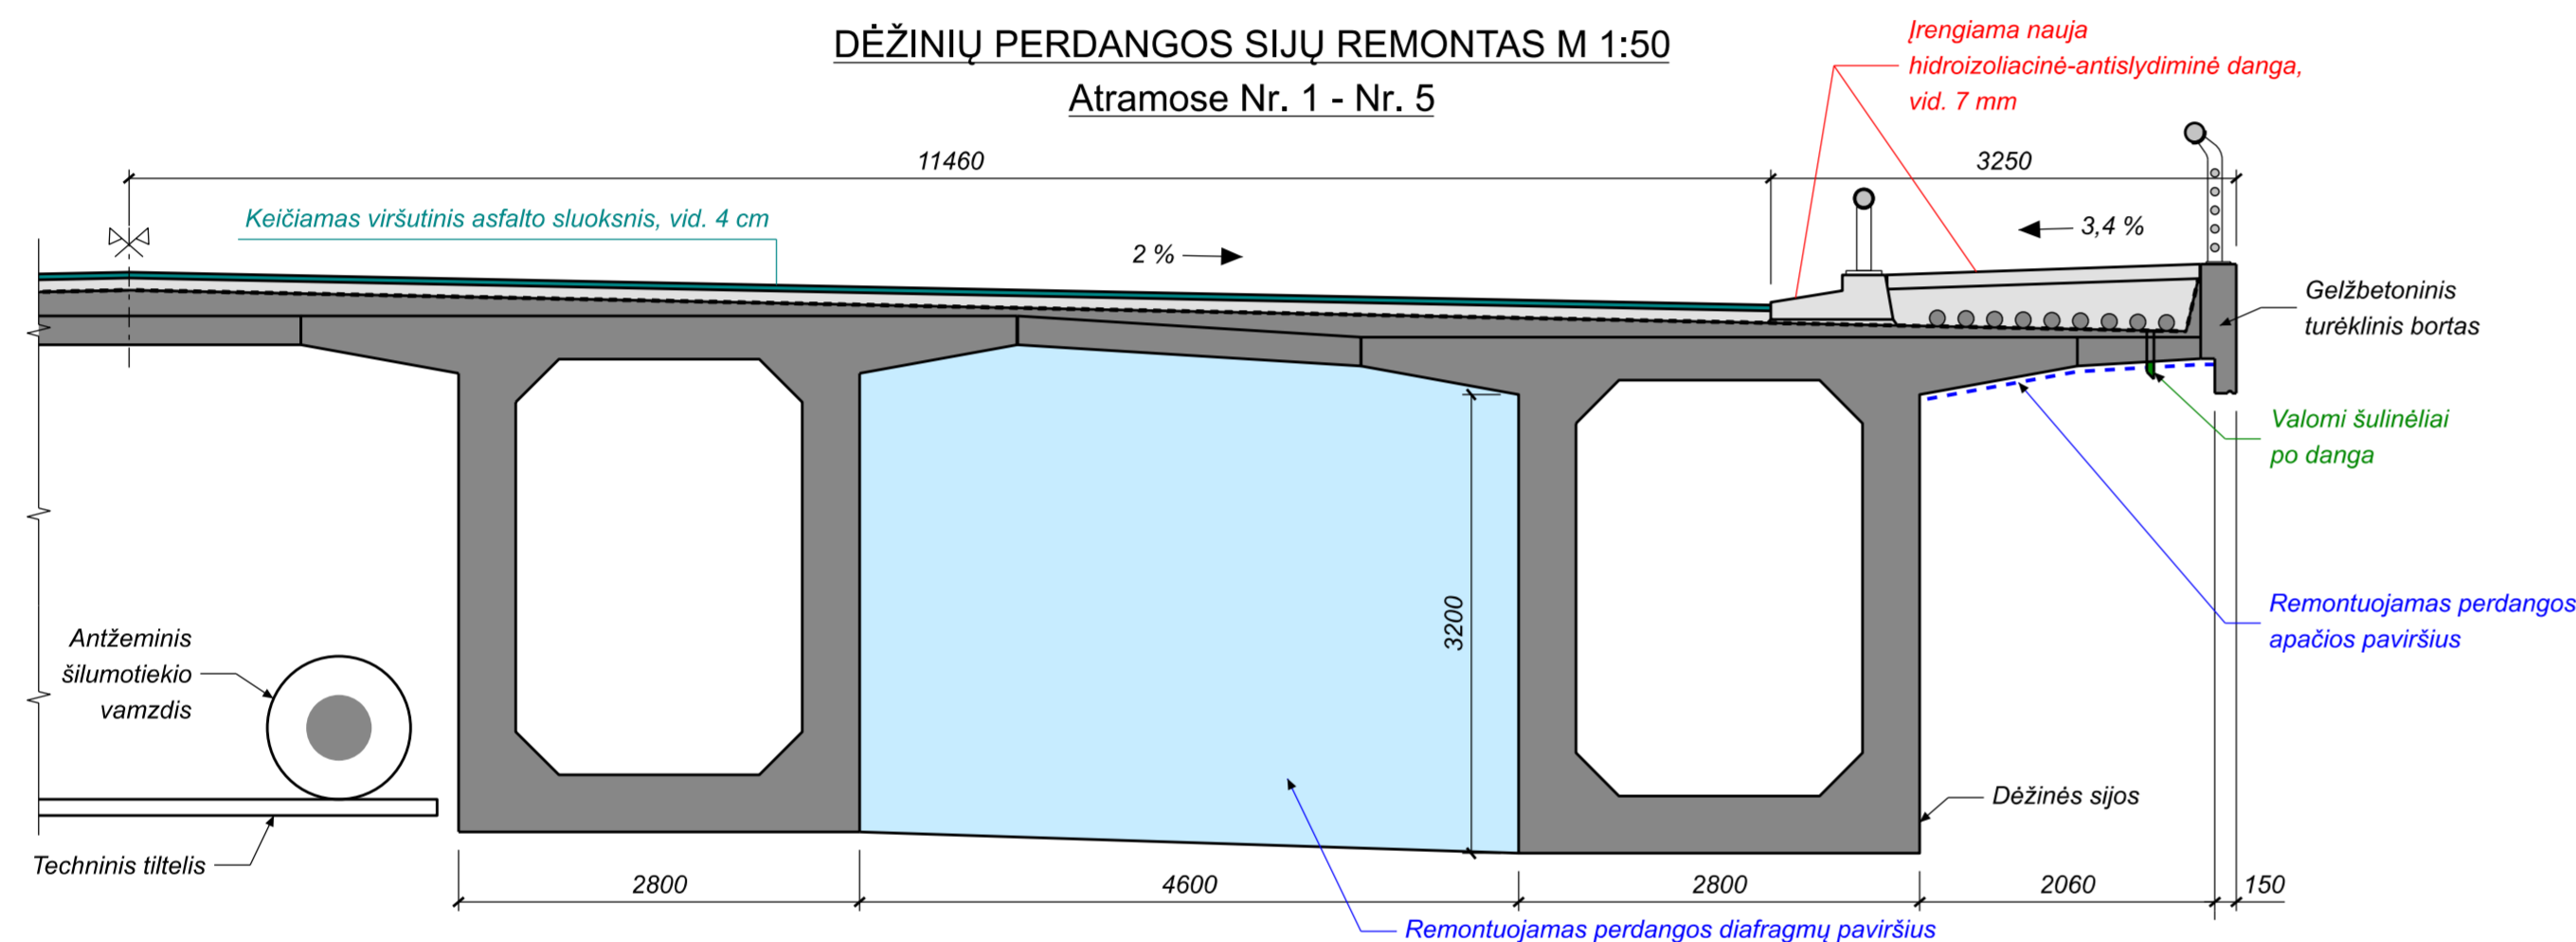 DĖŽINIŲ PERDANGOS SIJŲ REMONTAS M 1:50
Atramose Nr. 1 - Nr. 5
Įrengiama nauja
hidroizoliacinė-antislydiminė danga,
vid. 7 mm
11460
3250
Keičiamas viršutinis asfalto sluoksnis, vid. 4 cm
2 %
3,4 %
Gelžbetoninis
turėklinis bortas
Valomi šulinėliai
po danga
3200
Remontuojamas perdangos
apačios paviršius
Antžeminis
šilumotiekio
vamzdis
Dėžinės sijos
Techninis tiltelis
2800
4600
2800
2060
150
Remontuojamas perdangos diafragmų paviršius